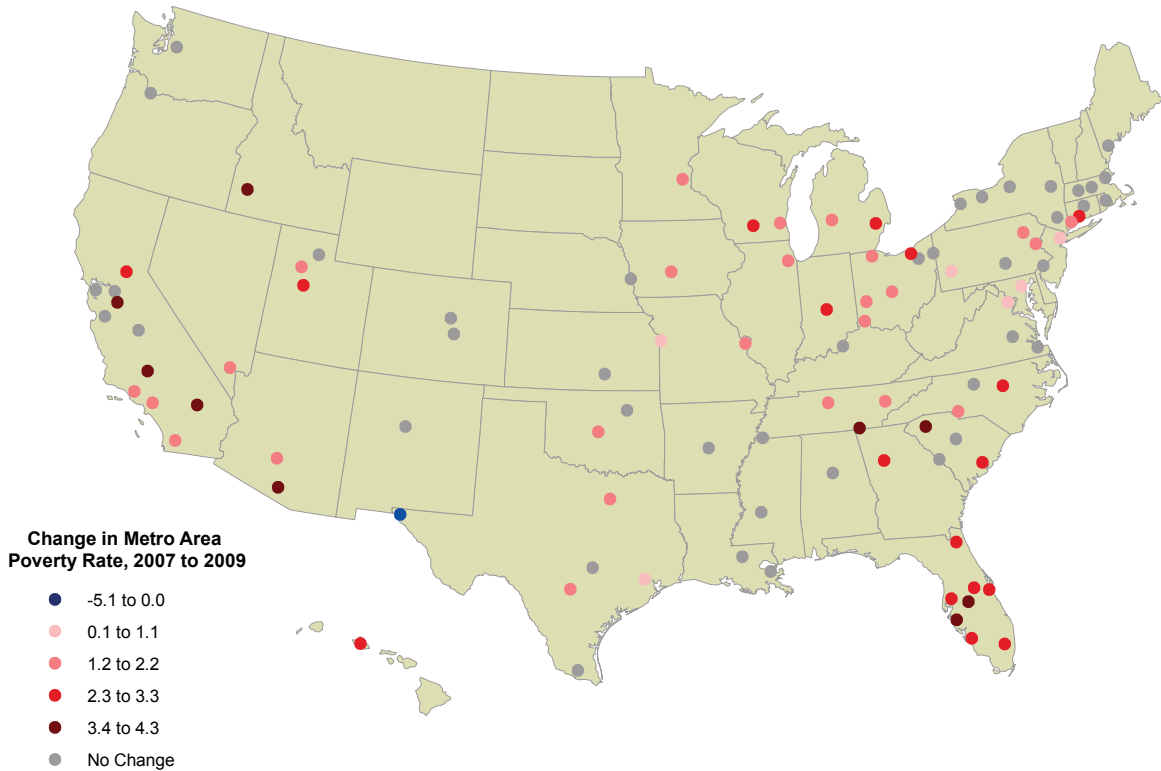 Change in Metro Area
Poverty Rate, 2007 to 2009
-5.1 to 0.0
0.1 to 1.1
1.2 to 2.2
2.3 to 3.3
3.4 to 4.3
No Change